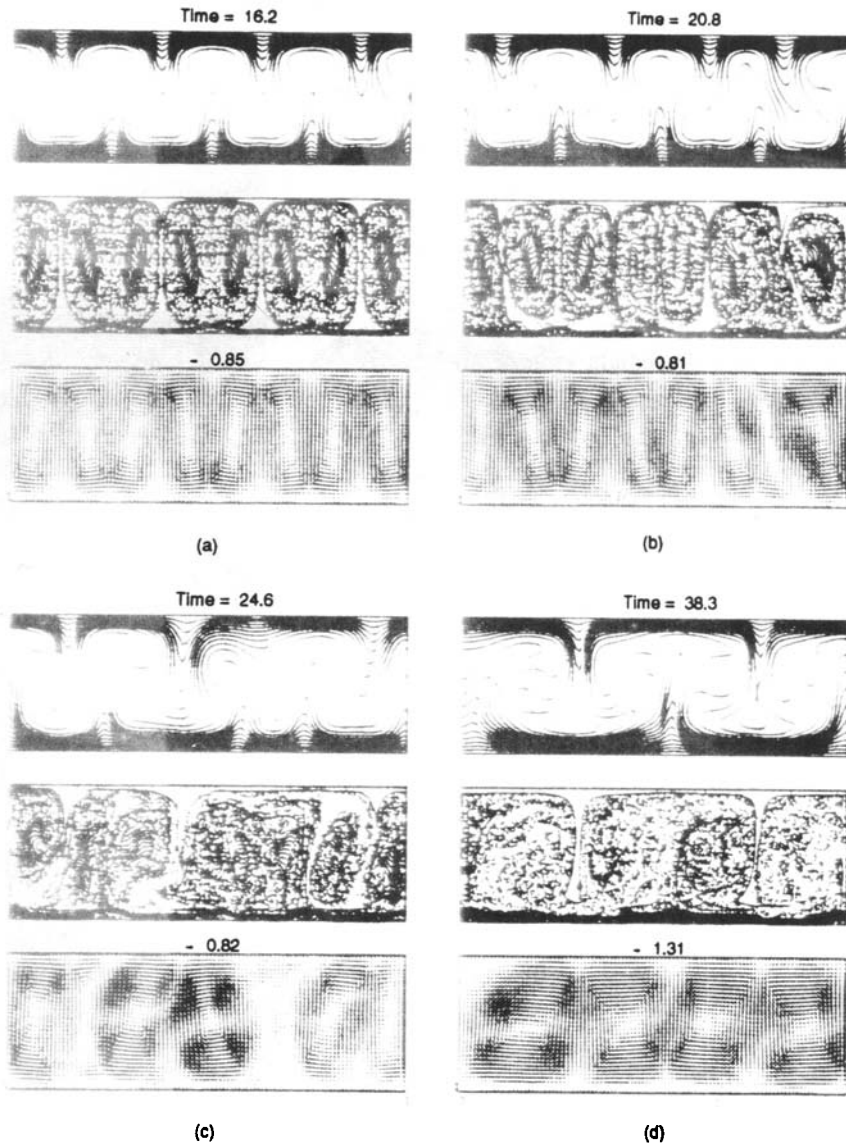 Time = 16.2
- 0.85
(a)
Time = 20.8
- 0.81
(b)
Time = 24.6
- 0.82
(c)
Time = 38.3
- 1.31
(d)